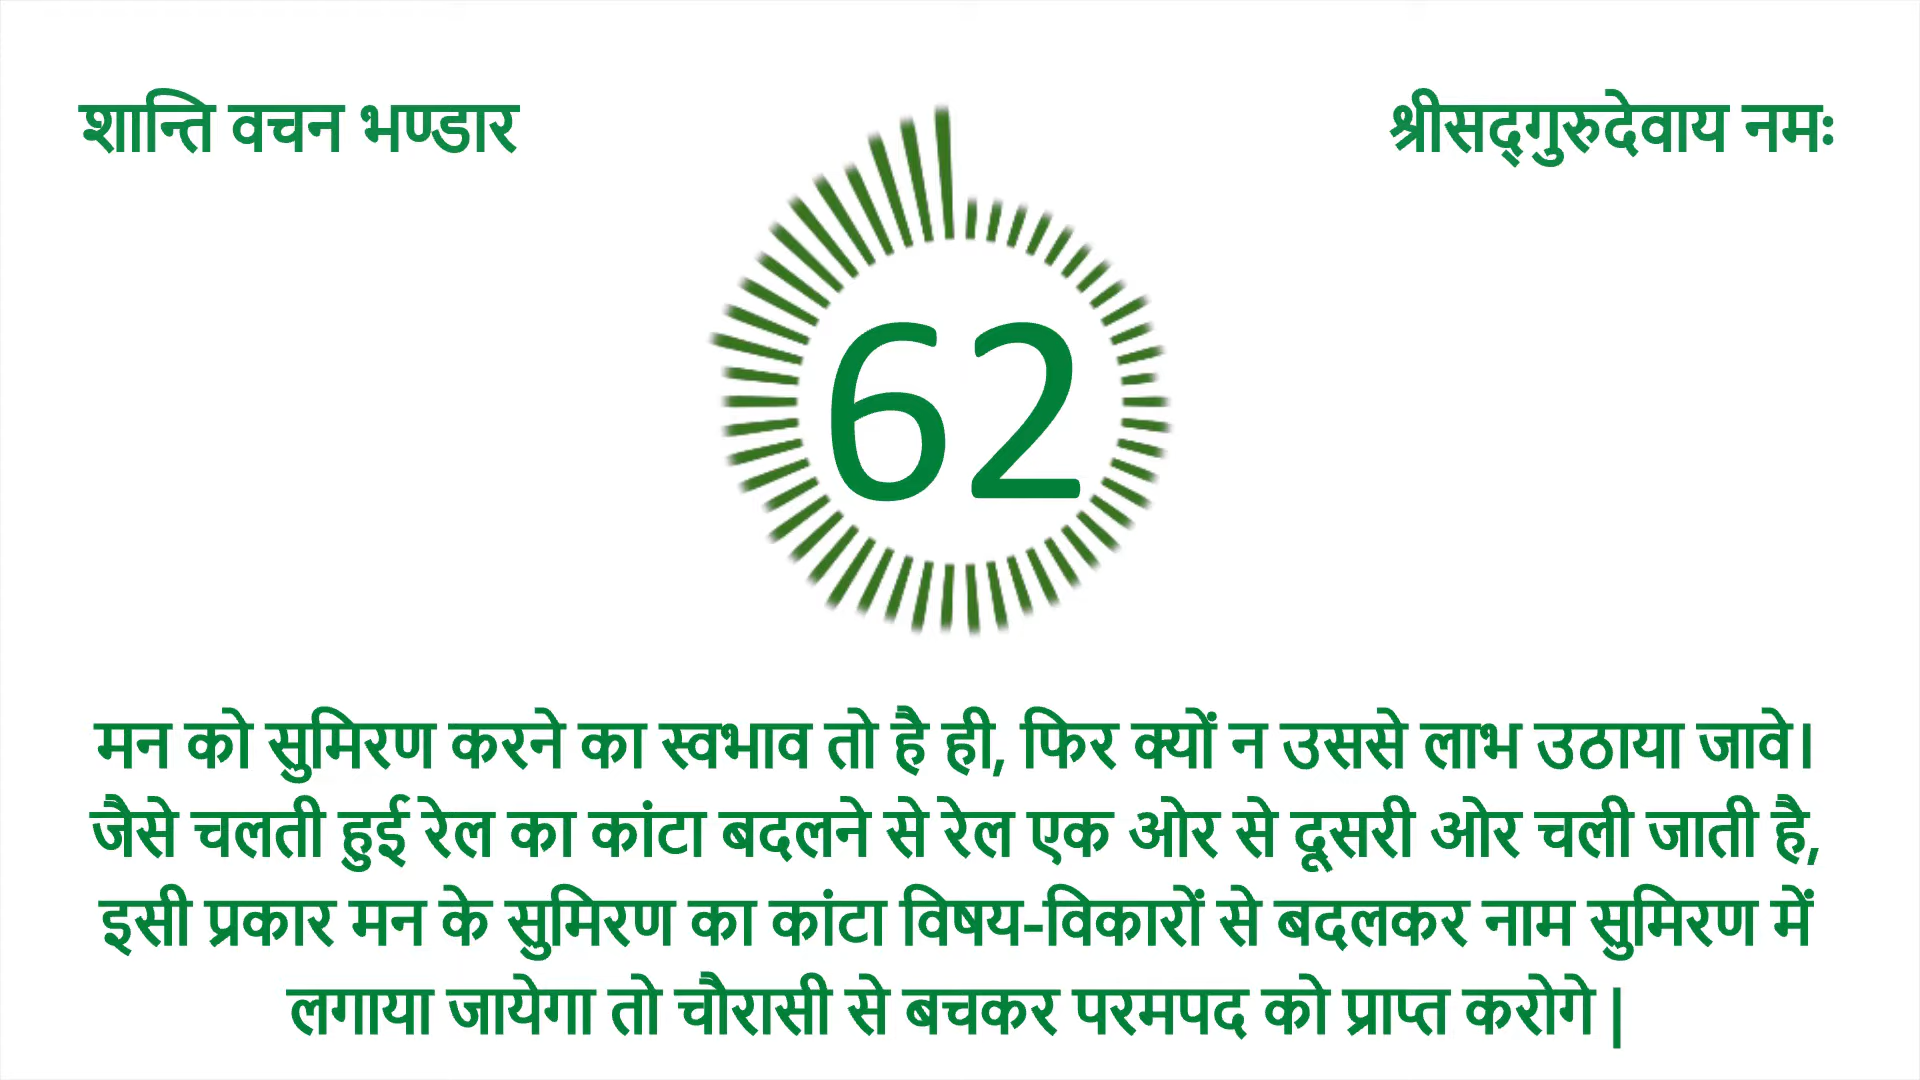 शान्ति वचन भण्डार
श्रीसद्‌गुरुदेवाय नमः
62
मन को सुमिरण करने का स्वभाव तो है ही, फिर क्यों न उससे लाभ उठाया जावे।
जैसे चलती हुई रेल का कांटा बदलने से रेल एक ओर से दूसरी ओर चली जाती है,
इसी प्रकार मन के सुमिरण का कांटा विषय-विकारों से बदलकर नाम सुमिरण में
लगाया जायेगा तो चौरासी से बचकर परमपद को प्राप्त करोगे |